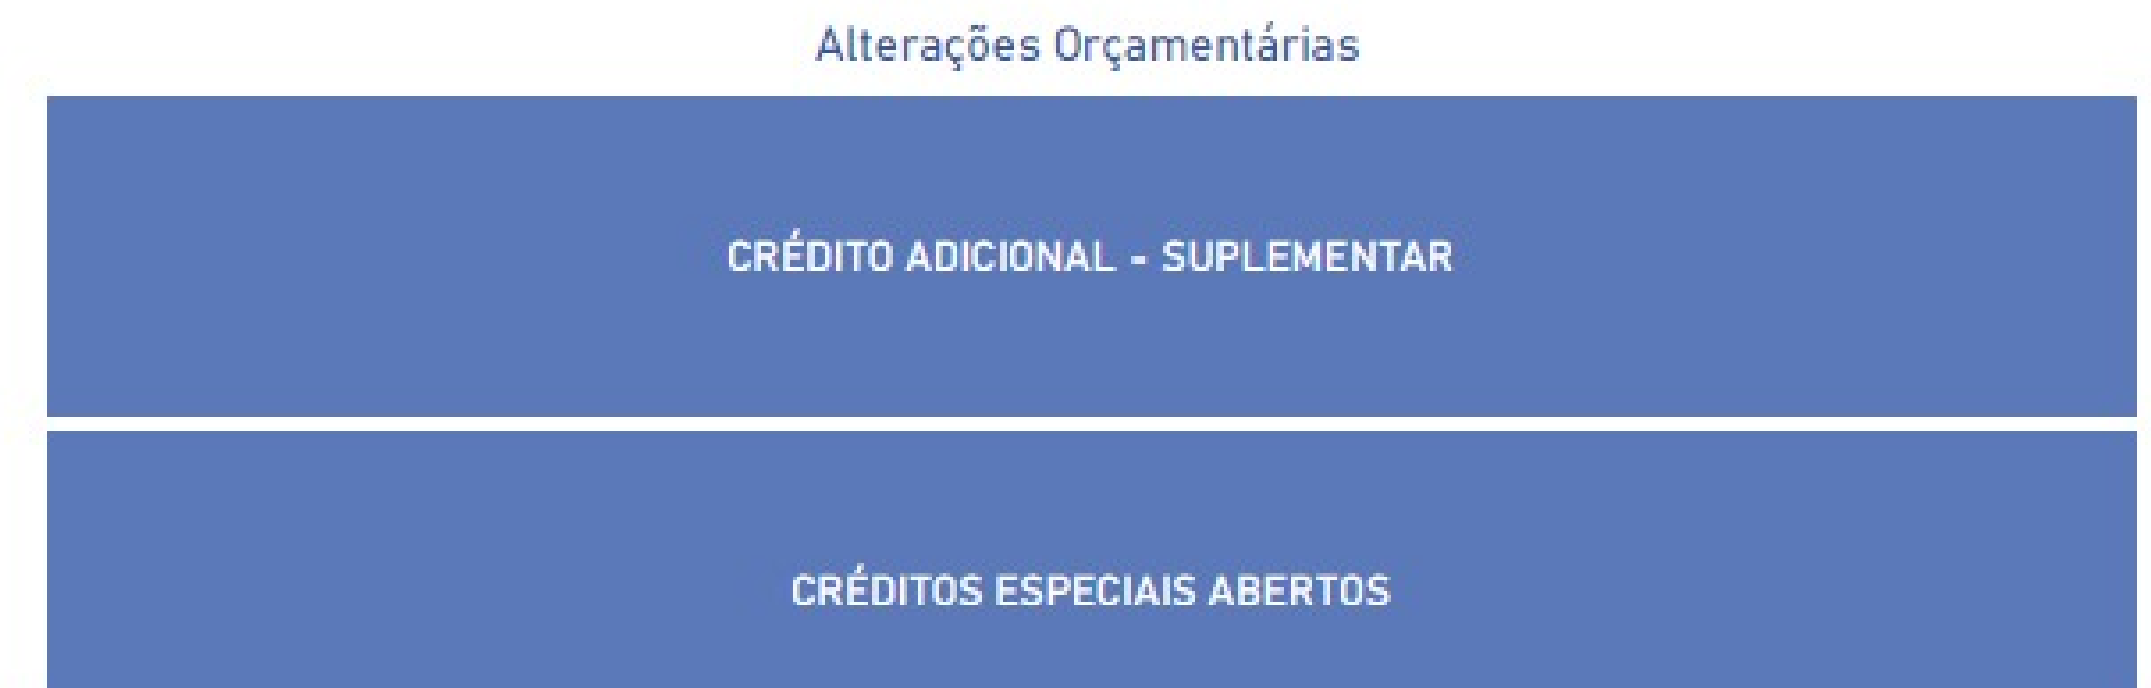 Alterações Orçamentárias
CRÉDITO ADICIONAL - SUPLEMENTAR
CRÉDITOS ESPECIAIS ABERTOS